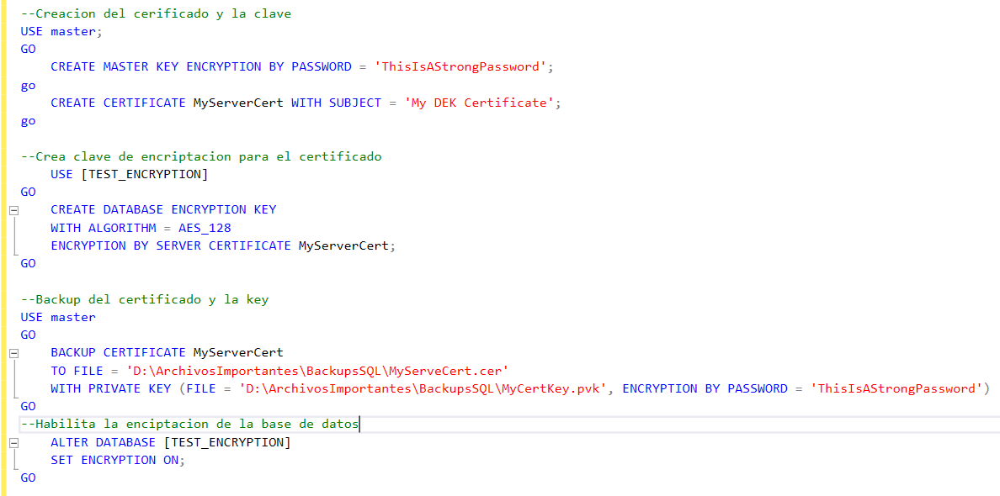 --Creacion del cerificado y la clave
USE master;
GO
CREATE MASTER KEY ENCRYPTION BY PASSWORD = 'ThisIsAStrongPassword';
go
CREATE CERTIFICATE MyServerCert WITH SUBJECT = 'My DEK Certificate';
go
--Crea clave de encriptacion para el certificado
USE [TEST_ENCRYPTION]
GO
CREATE DATABASE ENCRYPTION KEY
WITH ALGORITHM = AES_128
ENCRYPTION BY SERVER CERTIFICATE MyServerCert;
GO
--Backup del certificado y la key
USE master
GO
BACKUP CERTIFICATE MyServerCert
TO FILE = 'D:\ArchivosImportantes\BackupsSQL\MyServeCert.cer'
WITH PRIVATE KEY (FILE = 'D:\ArchivosImportantes\BackupsSQL\MyCertKey.pvk', ENCRYPTION BY PASSWORD = 'ThisIsAStrongPassword')
GO
--Habilita la enciptacion de la base de datos
ALTER DATABASE [TEST_ENCRYPTION]
SET ENCRYPTION ON;
GO